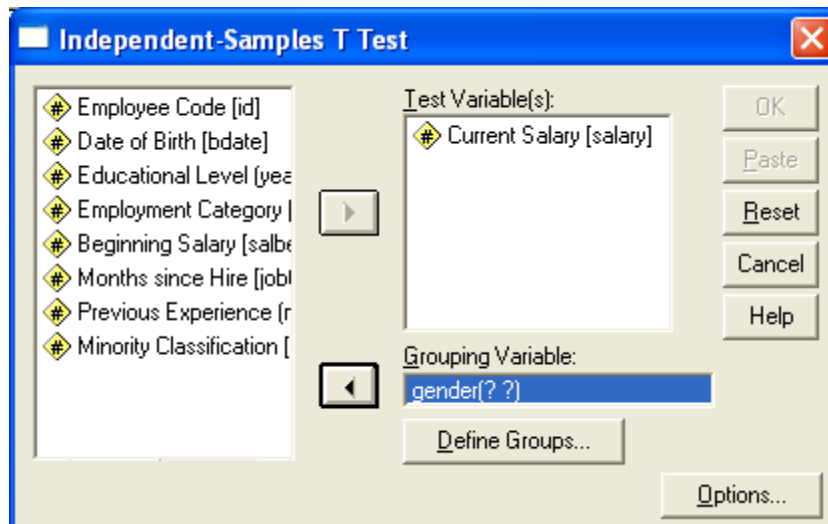 Independent-Samples T Test
Employee Code [id]
Date of Birth [bdate]
Educational Level (yea
Employment Category [
Beginning Salary [salbe
Months since Hire [jobt
Previous Experience (r
Minority Classification [
Test Variable(s):
Current Salary [salary]
Grouping Variable:
gender(? ?)
Define Groups...
OK
Paste
Reset
Cancel
Help
Options...